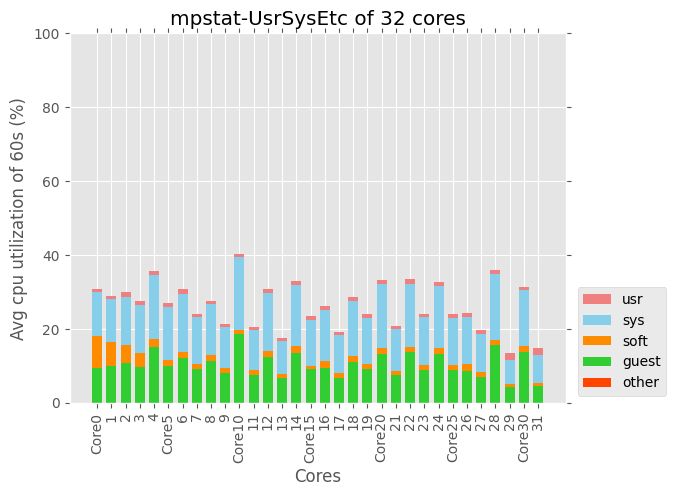 mpstat-UsrSysEtc of 32 cores
100
80
60
40
20
0
Avg cpu utilization of 60s (%)
Core0
1
2
3
4
Core5
6
7
8
9
Core10
11
12
13
14
Core15
16
17
18
19
Core20
21
22
23
24
Core25
26
27
28
29
Core30
31
Cores
usr
sys
soft
guest
other